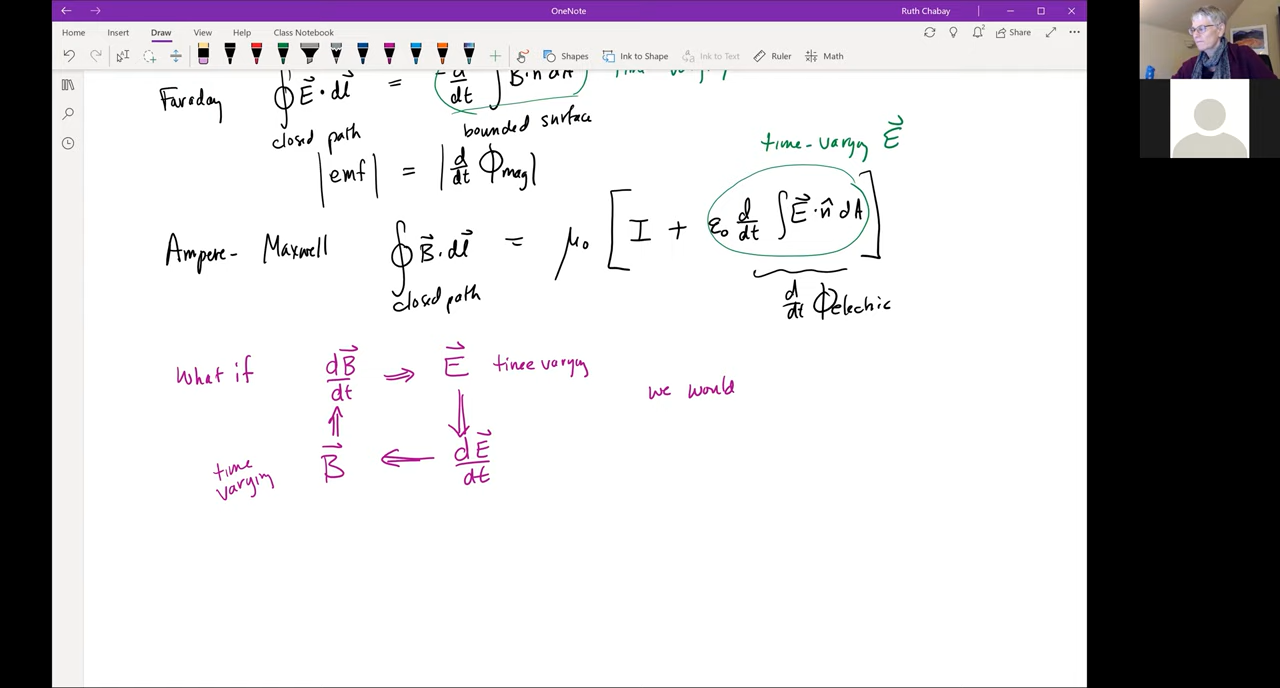 OneNote
Ruth Chabay
Home Insert Draw View Help Class Notebook
Share
Shapes Ink to Shape Ink to Text Ruler Math
Faraday ∮ E⃗ · dl⃗ = - d/dt ∫ B · n dA
closed path bounded surface
|emf| = |d/dt Φmag|
time-varyin E⃗
Ampere- Maxwell ∮ B⃗ · dl⃗ = μ₀ [ I + ε₀ d/dt ∫ E⃗ · n̂ dA ]
closed path
d/dt Φelectric
What if dB⃗/dt ⇒ E⃗ time varying
we would
time varying B⃗ ⇐ dE⃗/dt